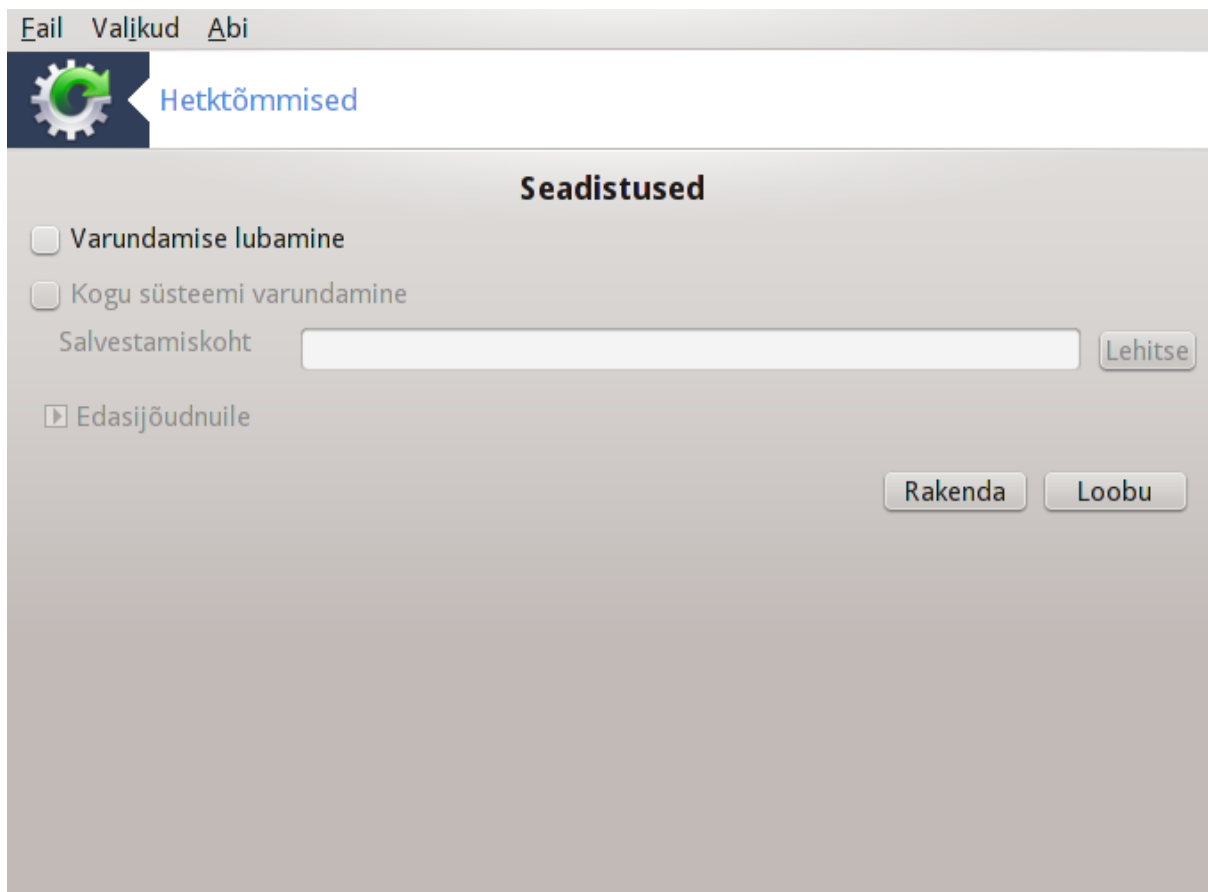 Fail Valikud Abi
Hetktõmmised
Seadistused
Varundamise lubamine
Kogu süsteemi varundamine
Salvestamiskoht Lehitse
Edasijõudnuile
Rakenda Loobu